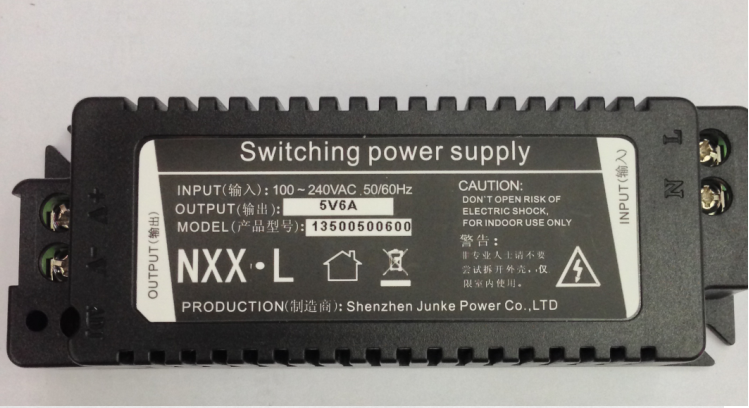 Switching power supply
INPUT(输入): 100~240VAC .50/60Hz
OUTPUT(输出): 5V6A
MODEL(产品型号): 13500500600
CAUTION:
DON'T OPEN RISK OF
ELECTRIC SHOCK,
FOR INDOOR USE ONLY
警告:
非专业人士请不要
尝试拆开外壳,仅
限室内使用。
NXX·L
PRODUCTION(制造商): Shenzhen Junke Power Co.,LTD
OUTPUT(输出)
INPUT(输入)
+V
-V
L
N